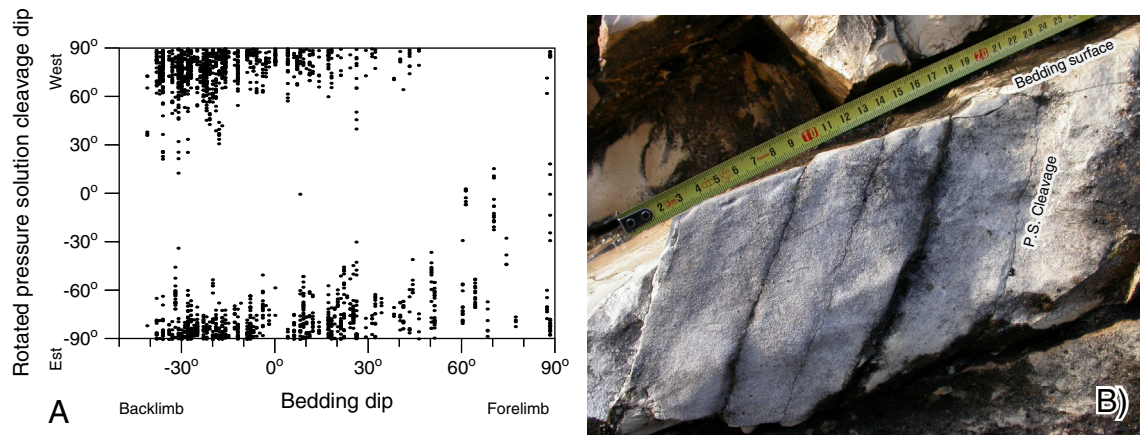 Rotated pressure solution cleavage dip
West
Est
90°
60°
30°
0°
-30°
-60°
-90°
-30°
0°
30°
60°
90°
Bedding dip
Backlimb
Forelimb
A
Bedding surface
P.S. Cleavage
2 3 4 5 6 7 8 9 10 11 12 13 14 15 16 17 18 19 20 21 22 23 24 25
B)